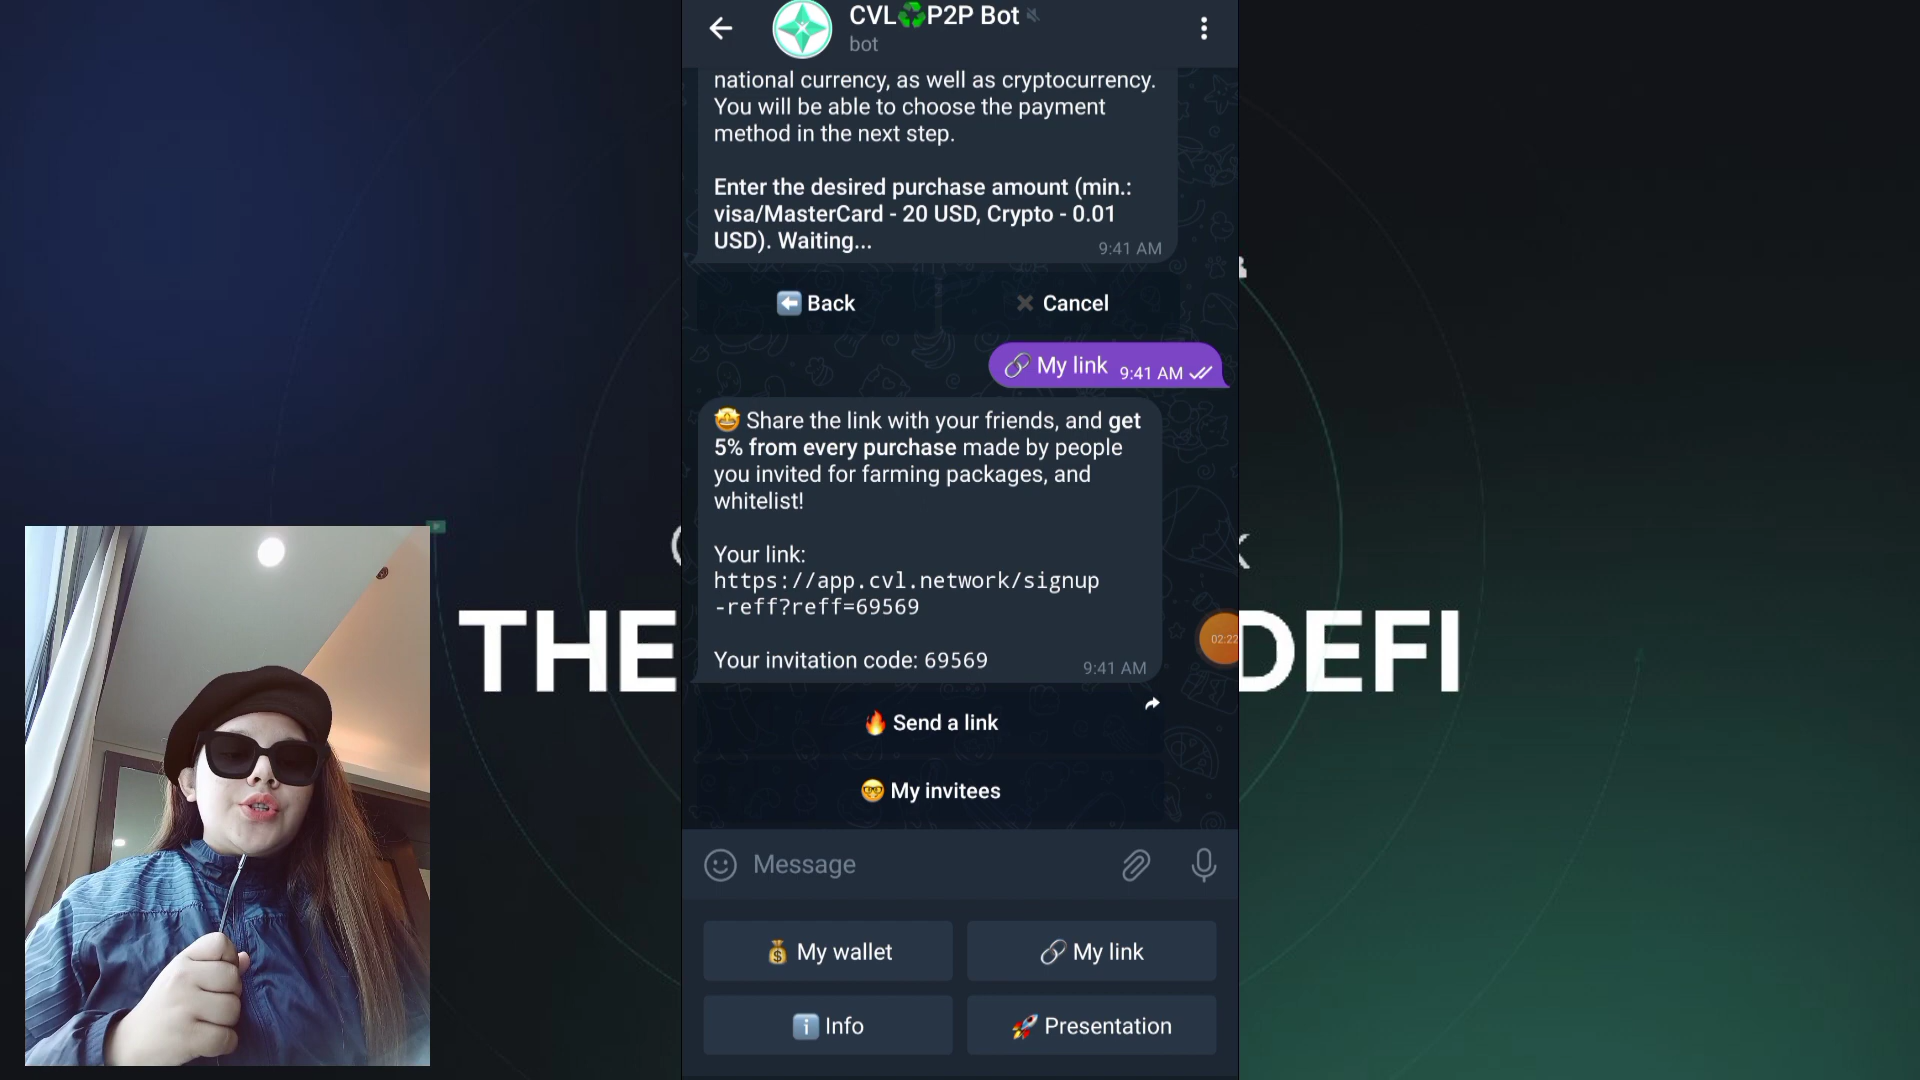 CVL♻P2P Bot
bot
national currency, as well as cryptocurrency.
You will be able to choose the payment
method in the next step.
Enter the desired purchase amount (min.:
visa/MasterCard - 20 USD, Crypto - 0.01
USD). Waiting...
9:41 AM
Back
Cancel
My link 9:41 AM
Share the link with your friends, and get
5% from every purchase made by people
you invited for farming packages, and
whitelist!
Your link:
https://app.cvl.network/signup
-reff?reff=69569
Your invitation code: 69569
9:41 AM
02:22
THE
DEFI
Send a link
My invitees
Message
My wallet
My link
Info
Presentation